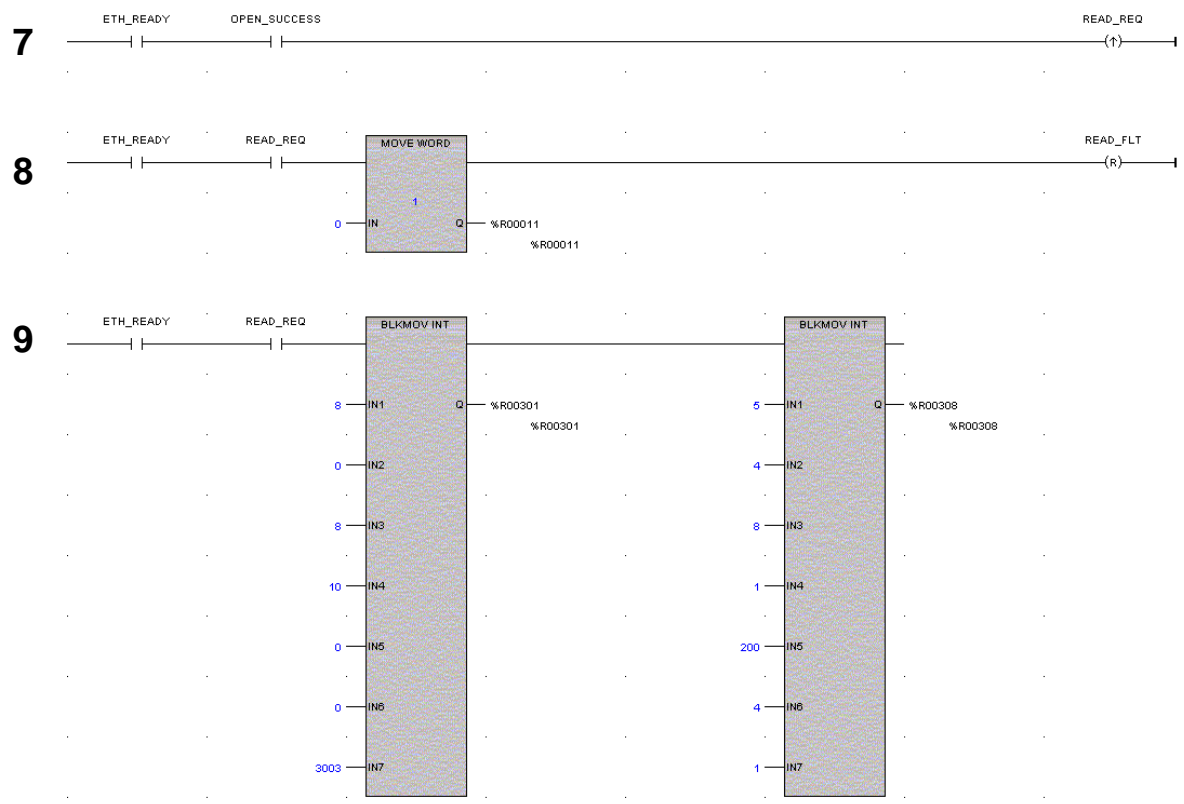 ETH_READY OPEN_SUCCESS READ_REQ
7 (↑)
ETH_READY READ_REQ MOVE WORD READ_FLT
8 (R)
1
0 IN Q %R00011
%R00011
ETH_READY READ_REQ BLKMOV INT BLKMOV INT
9
8 IN1 Q %R00301 5 IN1 Q %R00308
%R00301 %R00308
0 IN2 4 IN2
8 IN3 8 IN3
10 IN4 1 IN4
0 IN5 200 IN5
0 IN6 4 IN6
3003 IN7 1 IN7